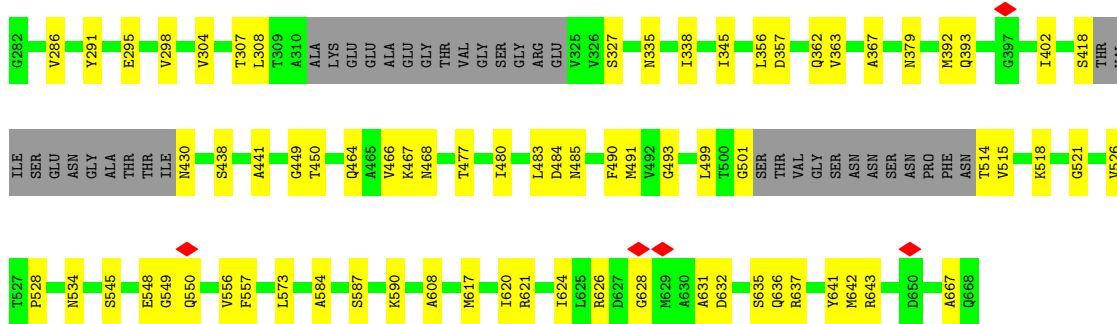 G282 V286 Y291 E295 V298 V304 T307 L308 T309 A310 ALA LYS GLU GLU ALA GLU GLY THR VAL GLY SER GLY ARG GLU V325 V326 S327 N335 I338 I345 L356 D357 Q362 V363 A367 N379 M392 Q393 G397 I402 S418 THR
ILE SER GLU ASN GLY ALA THR THR ILE N430 S438 A441 G449 T450 Q464 A465 V466 K467 N468 T477 I480 L483 D484 N485 F490 M491 V492 G493 L499 T500 G501 SER THR VAL GLY SER ASN ASN SER ASN PRO PHE ASN T514 V515 K518 G521 V526
T527 P528 N534 S545 E548 G549 Q550 V556 F557 L573 A584 S587 K590 A608 M617 I620 R621 I624 L625 R626 D627 G628 M629 A630 A631 D632 S635 Q636 R637 Y641 M642 R643 D650 A667 Q668